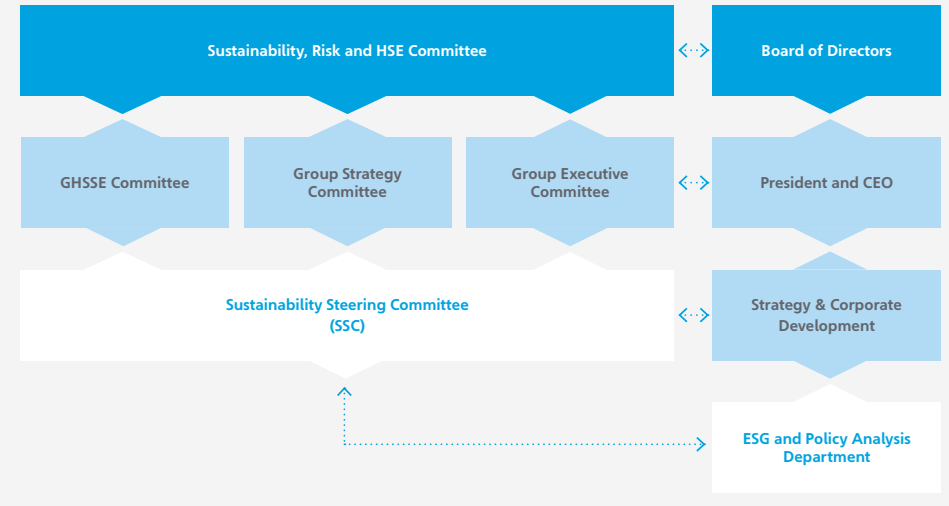 Sustainability, Risk and HSE Committee
Board of Directors
GHSSE Committee
Group Strategy
Committee
Group Executive
Committee
President and CEO
Sustainability Steering Committee
(SSC)
Strategy & Corporate
Development
ESG and Policy Analysis
Department